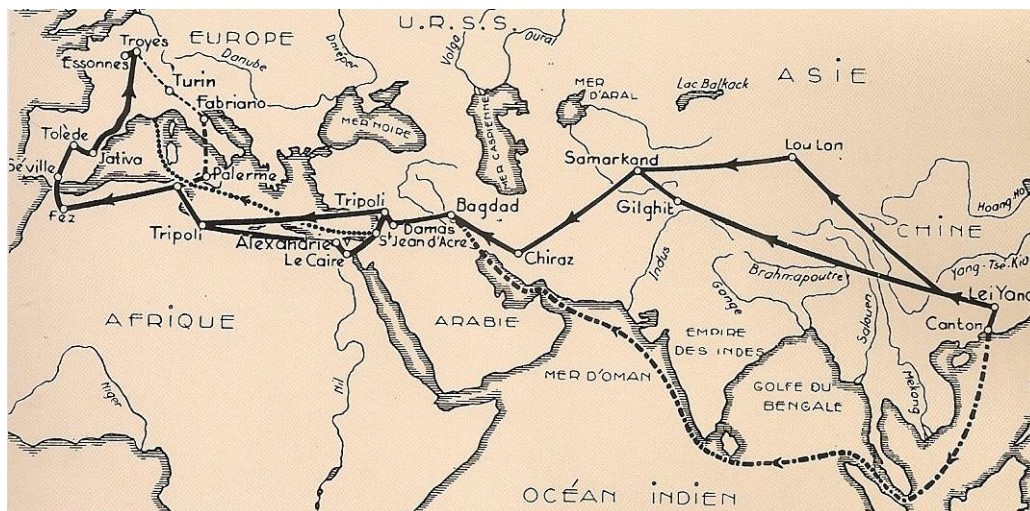 U.R.S.S.
EUROPE
Troyes
Essonnes
Danube
Dniéper
Volga
Oural
ASIE
Turin
Fabriano
MER NOIRE
MER CASPIENNE
MER
D'ARAL
Lac Balkack
Tolède
Jativa
Séville
Palerme
Fez
Tripoli
Tripoli
Alexandrie
Le Caire
Damas
St Jean d'Acre
Bagdad
Chiraz
Samarkand
Gilghit
Lou Lan
Hoang-Ho
CHINE
Yang-Tse-Kia
Lei Yang
Canton
Indus
Gange
Brahmapoutre
Salouen
Mékong
AFRIQUE
ARABIE
EMPIRE
DES INDES
MER D'OMAN
GOLFE DU
BENGALE
Niger
Nil
OCÉAN INDIEN